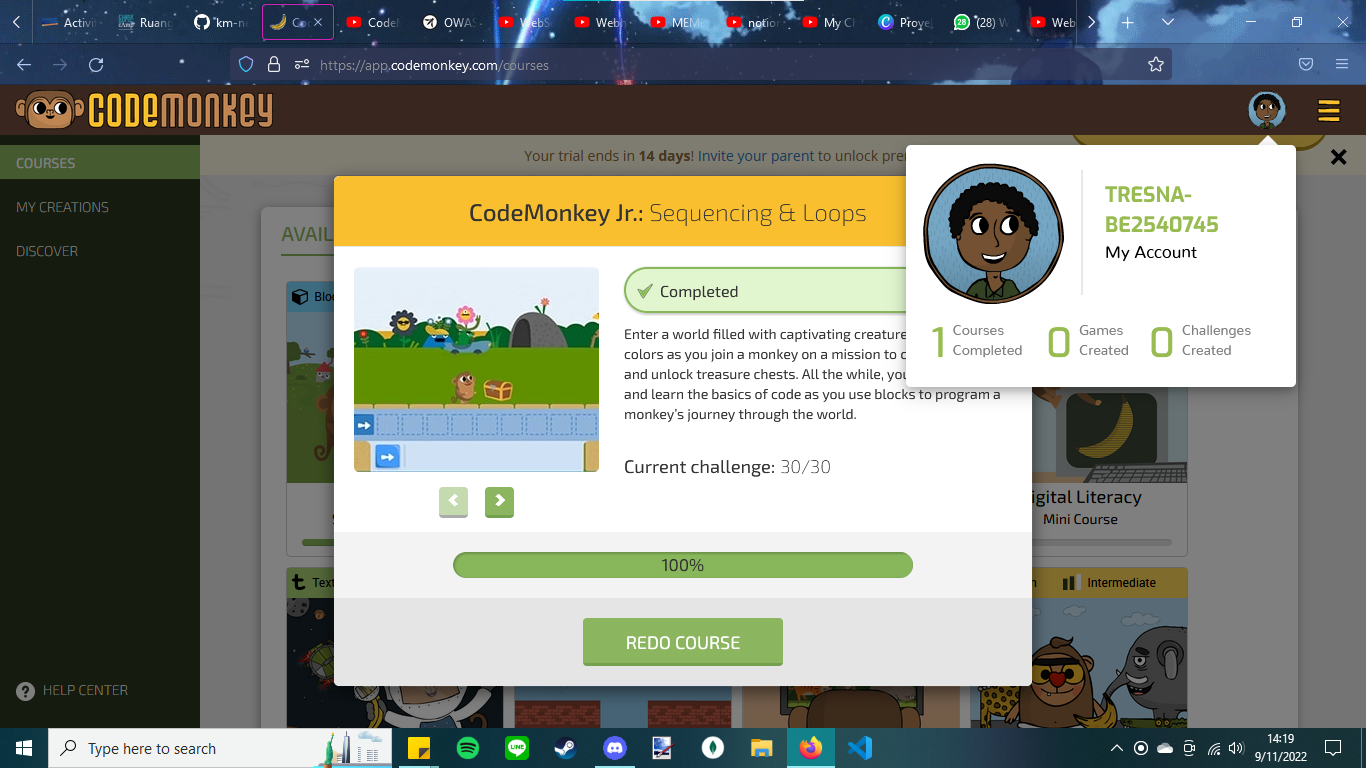 Activi
Ruang
km-n
Co
Code
OWAS
WebS
Webh
MEMi
notion
My Ch
Proye
28
(28) W
Web
https://app.codemonkey.com/courses
CODEMONKEY
COURSES
MY CREATIONS
DISCOVER
HELP CENTER
Your trial ends in 14 days! Invite your parent to unlock pre
AVAIL
Bloc
CodeMonkey Jr.: Sequencing & Loops
Completed
Enter a world filled with captivating creature
colors as you join a monkey on a mission to c
and unlock treasure chests. All the while, you
and learn the basics of code as you use blocks to program a
monkey's journey through the world.
Current challenge: 30/30
100%
REDO COURSE
TRESNA-
BE2540745
My Account
1 Courses Completed
0 Games Created
0 Challenges Created
igital Literacy
Mini Course
Text
Intermediate
Type here to search
14:19
9/11/2022